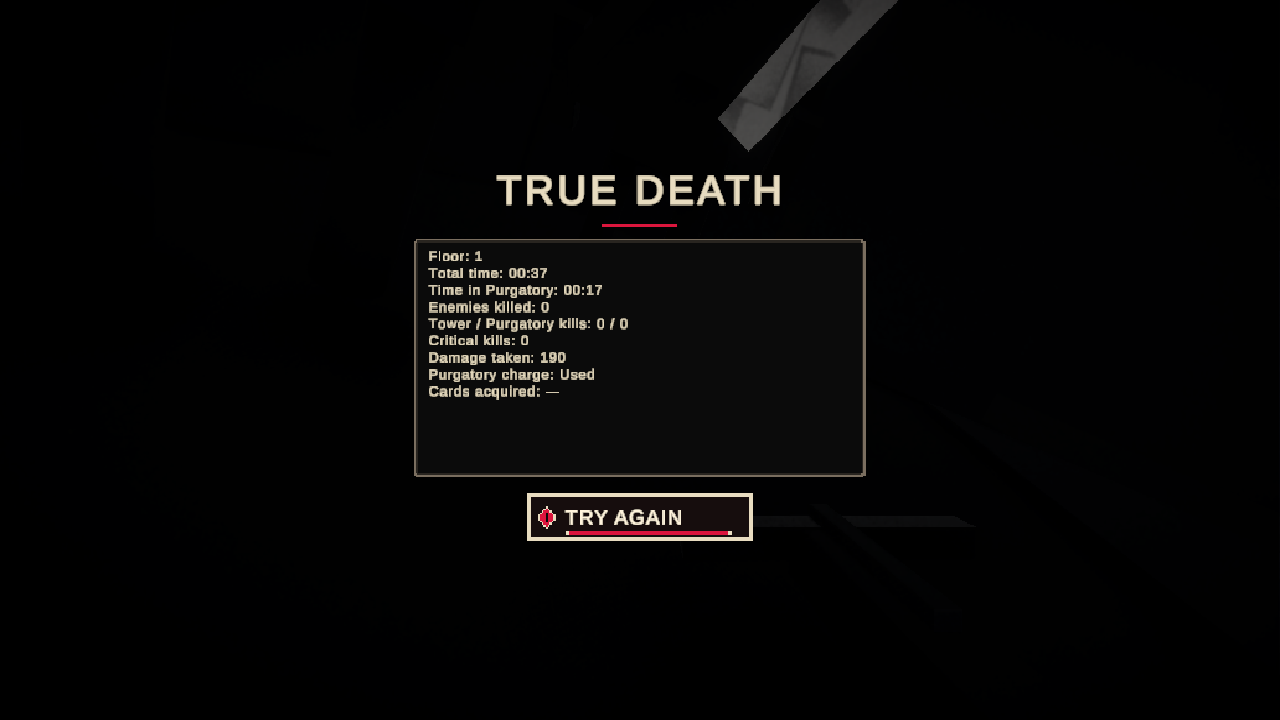 TRUE DEATH
Floor: 1
Total time: 00:37
Time in Purgatory: 00:17
Enemies killed: 0
Tower / Purgatory kills: 0 / 0
Critical kills: 0
Damage taken: 190
Purgatory charge: Used
Cards acquired: —
TRY AGAIN